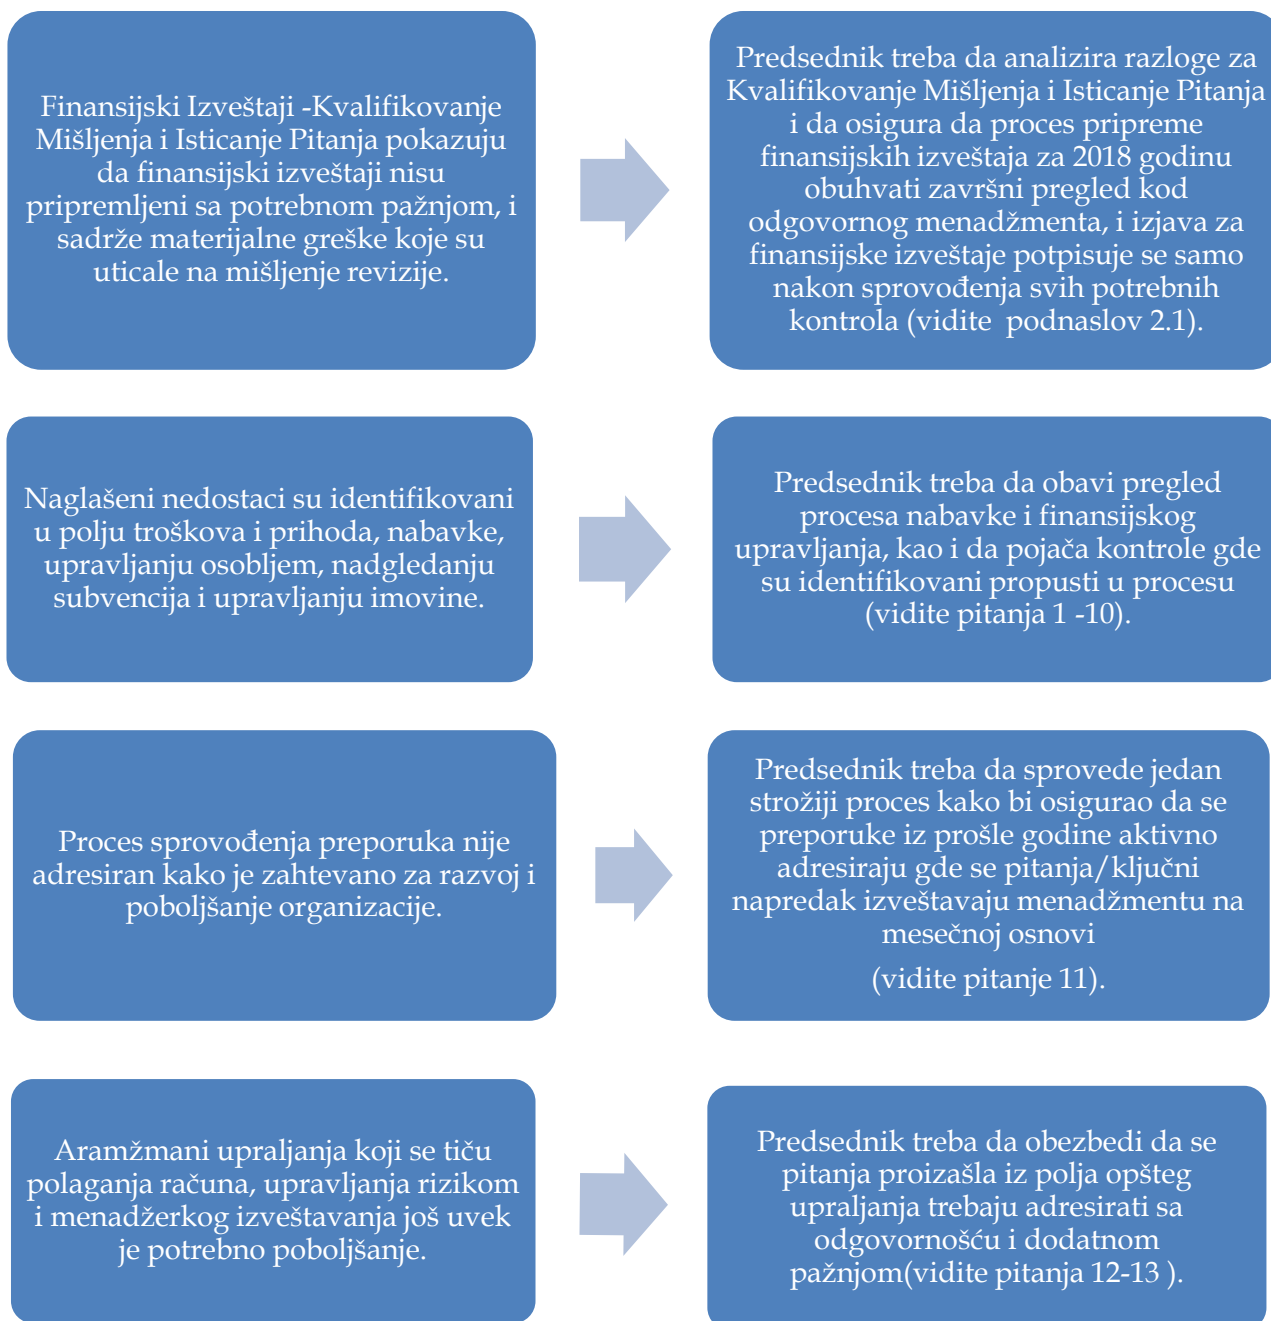 Finansijski Izveštaji -Kvalifikovanje
Mišljenja i Isticanje Pitanja pokazuju
da finansijski izveštaji nisu
pripremljeni sa potrebnom pažnjom, i
sadrže materijalne greške koje su
uticale na mišljenje revizije.
Predsednik treba da analizira razloge za
Kvalifikovanje Mišljenja i Isticanje Pitanja
i da osigura da proces pripreme
finansijskih izveštaja za 2018 godinu
obuhvati završni pregled kod
odgovornog menadžmenta, i izjava za
finansijske izveštaje potpisuje se samo
nakon sprovođenja svih potrebnih
kontrola (vidite podnaslov 2.1).
Naglašeni nedostaci su identifikovani
u polju troškova i prihoda, nabavke,
upravljanju osobljem, nadgledanju
subvencija i upravljanju imovine.
Predsednik treba da obavi pregled
procesa nabavke i finansijskog
upravljanja, kao i da pojača kontrole gde
su identifikovani propusti u procesu
(vidite pitanja 1 -10).
Proces sprovođenja preporuka nije
adresiran kako je zahtevano za razvoj i
poboljšanje organizacije.
Predsednik treba da sprovede jedan
strožiji proces kako bi osigurao da se
preporuke iz prošle godine aktivno
adresiraju gde se pitanja/ključni
napredak izveštavaju menadžmentu na
mesečnoj osnovi
(vidite pitanje 11).
Aramžmani upraljanja koji se tiču
polaganja računa, upravljanja rizikom
i menadžerkog izveštavanja još uvek
je potrebno poboljšanje.
Predsednik treba da obezbedi da se
pitanja proizašla iz polja opšteg
upraljanja trebaju adresirati sa
odgovornošću i dodatnom
pažnjom(vidite pitanja 12-13 ).